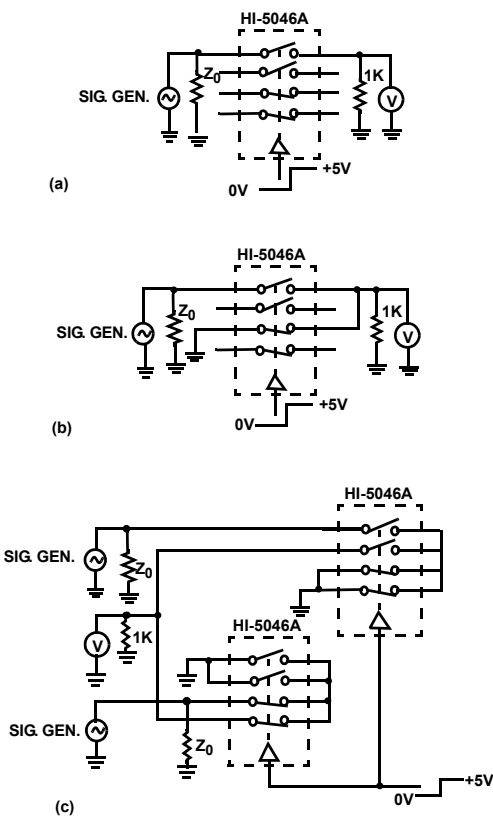 HI-5046A
Z0
SIG. GEN.
1K
V
+5V
0V
(a)
HI-5046A
Z0
SIG. GEN.
1K
V
+5V
0V
(b)
HI-5046A
SIG. GEN.
Z0
V
1K
HI-5046A
SIG. GEN.
Z0
+5V
0V
(c)